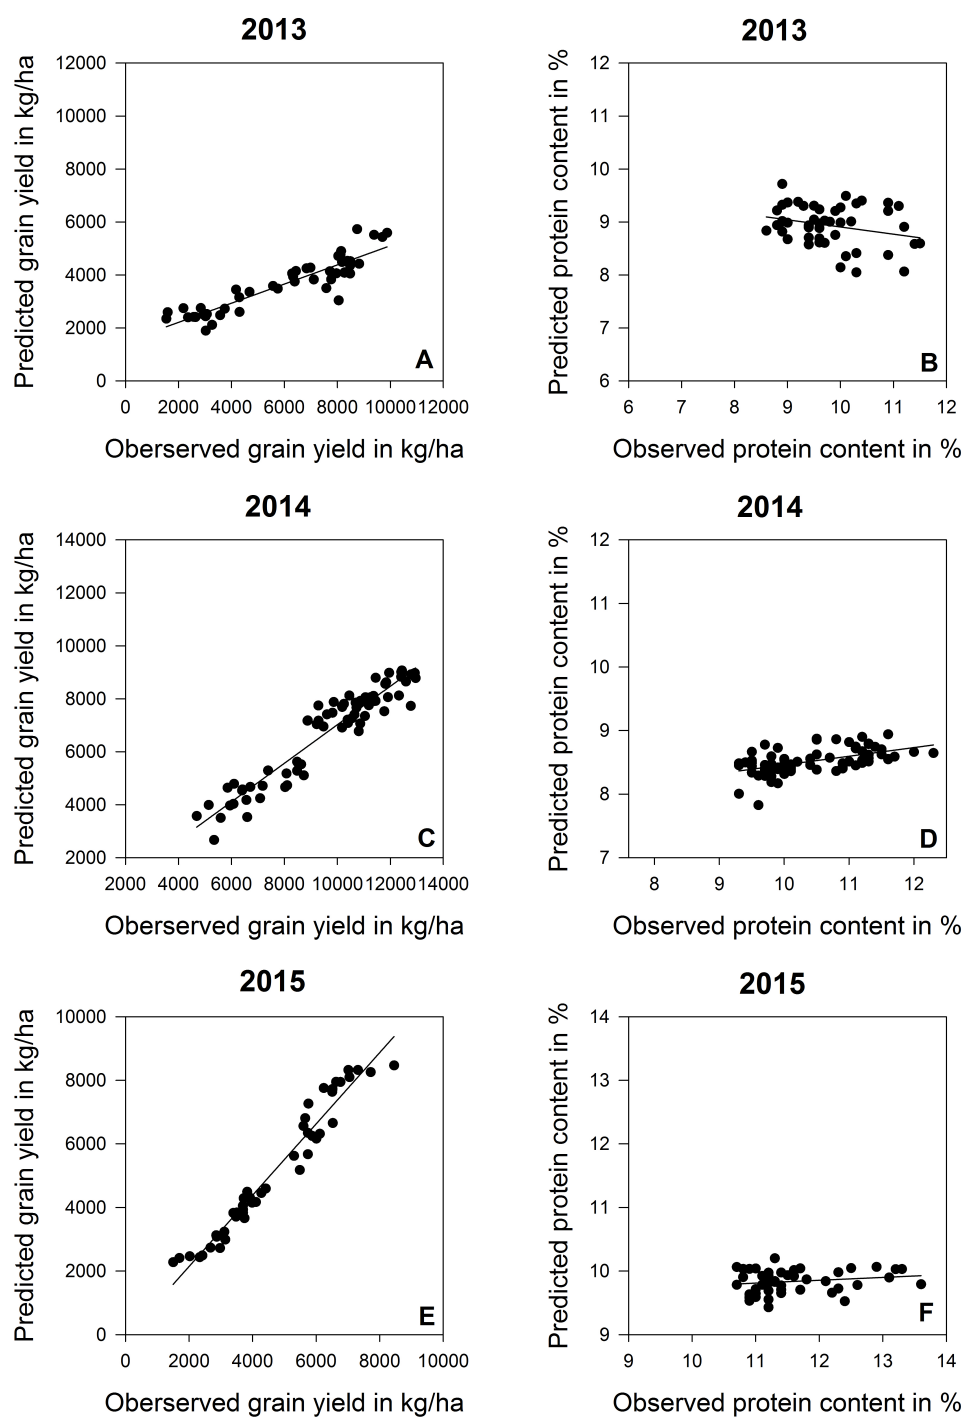 2013
Predicted grain yield in kg/ha
12000
10000
8000
6000
4000
2000
0
A
0 2000 4000 6000 8000 10000 12000
Oberserved grain yield in kg/ha
2013
Predicted protein content in %
12
11
10
9
8
7
6
B
6 7 8 9 10 11 12
Observed protein content in %
2014
Predicted grain yield in kg/ha
14000
12000
10000
8000
6000
4000
2000
C
2000 4000 6000 8000 10000 12000 14000
Oberserved grain yield in kg/ha
2014
Predicted protein content in %
12
11
10
9
8
7
D
8 9 10 11 12
Observed protein content in %
2015
Predicted grain yield in kg/ha
10000
8000
6000
4000
2000
0
E
0 2000 4000 6000 8000 10000
Oberserved grain yield in kg/ha
2015
Predicted protein content in %
14
13
12
11
10
9
F
9 10 11 12 13 14
Observed protein content in %